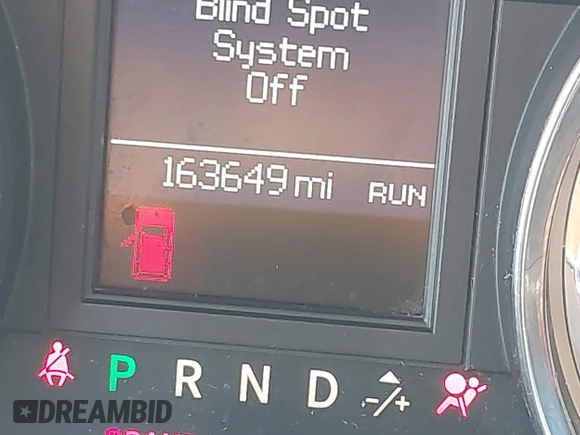 Blind Spot
System
Off
163649 mi RUN
P R N D -/+
DREAMBID